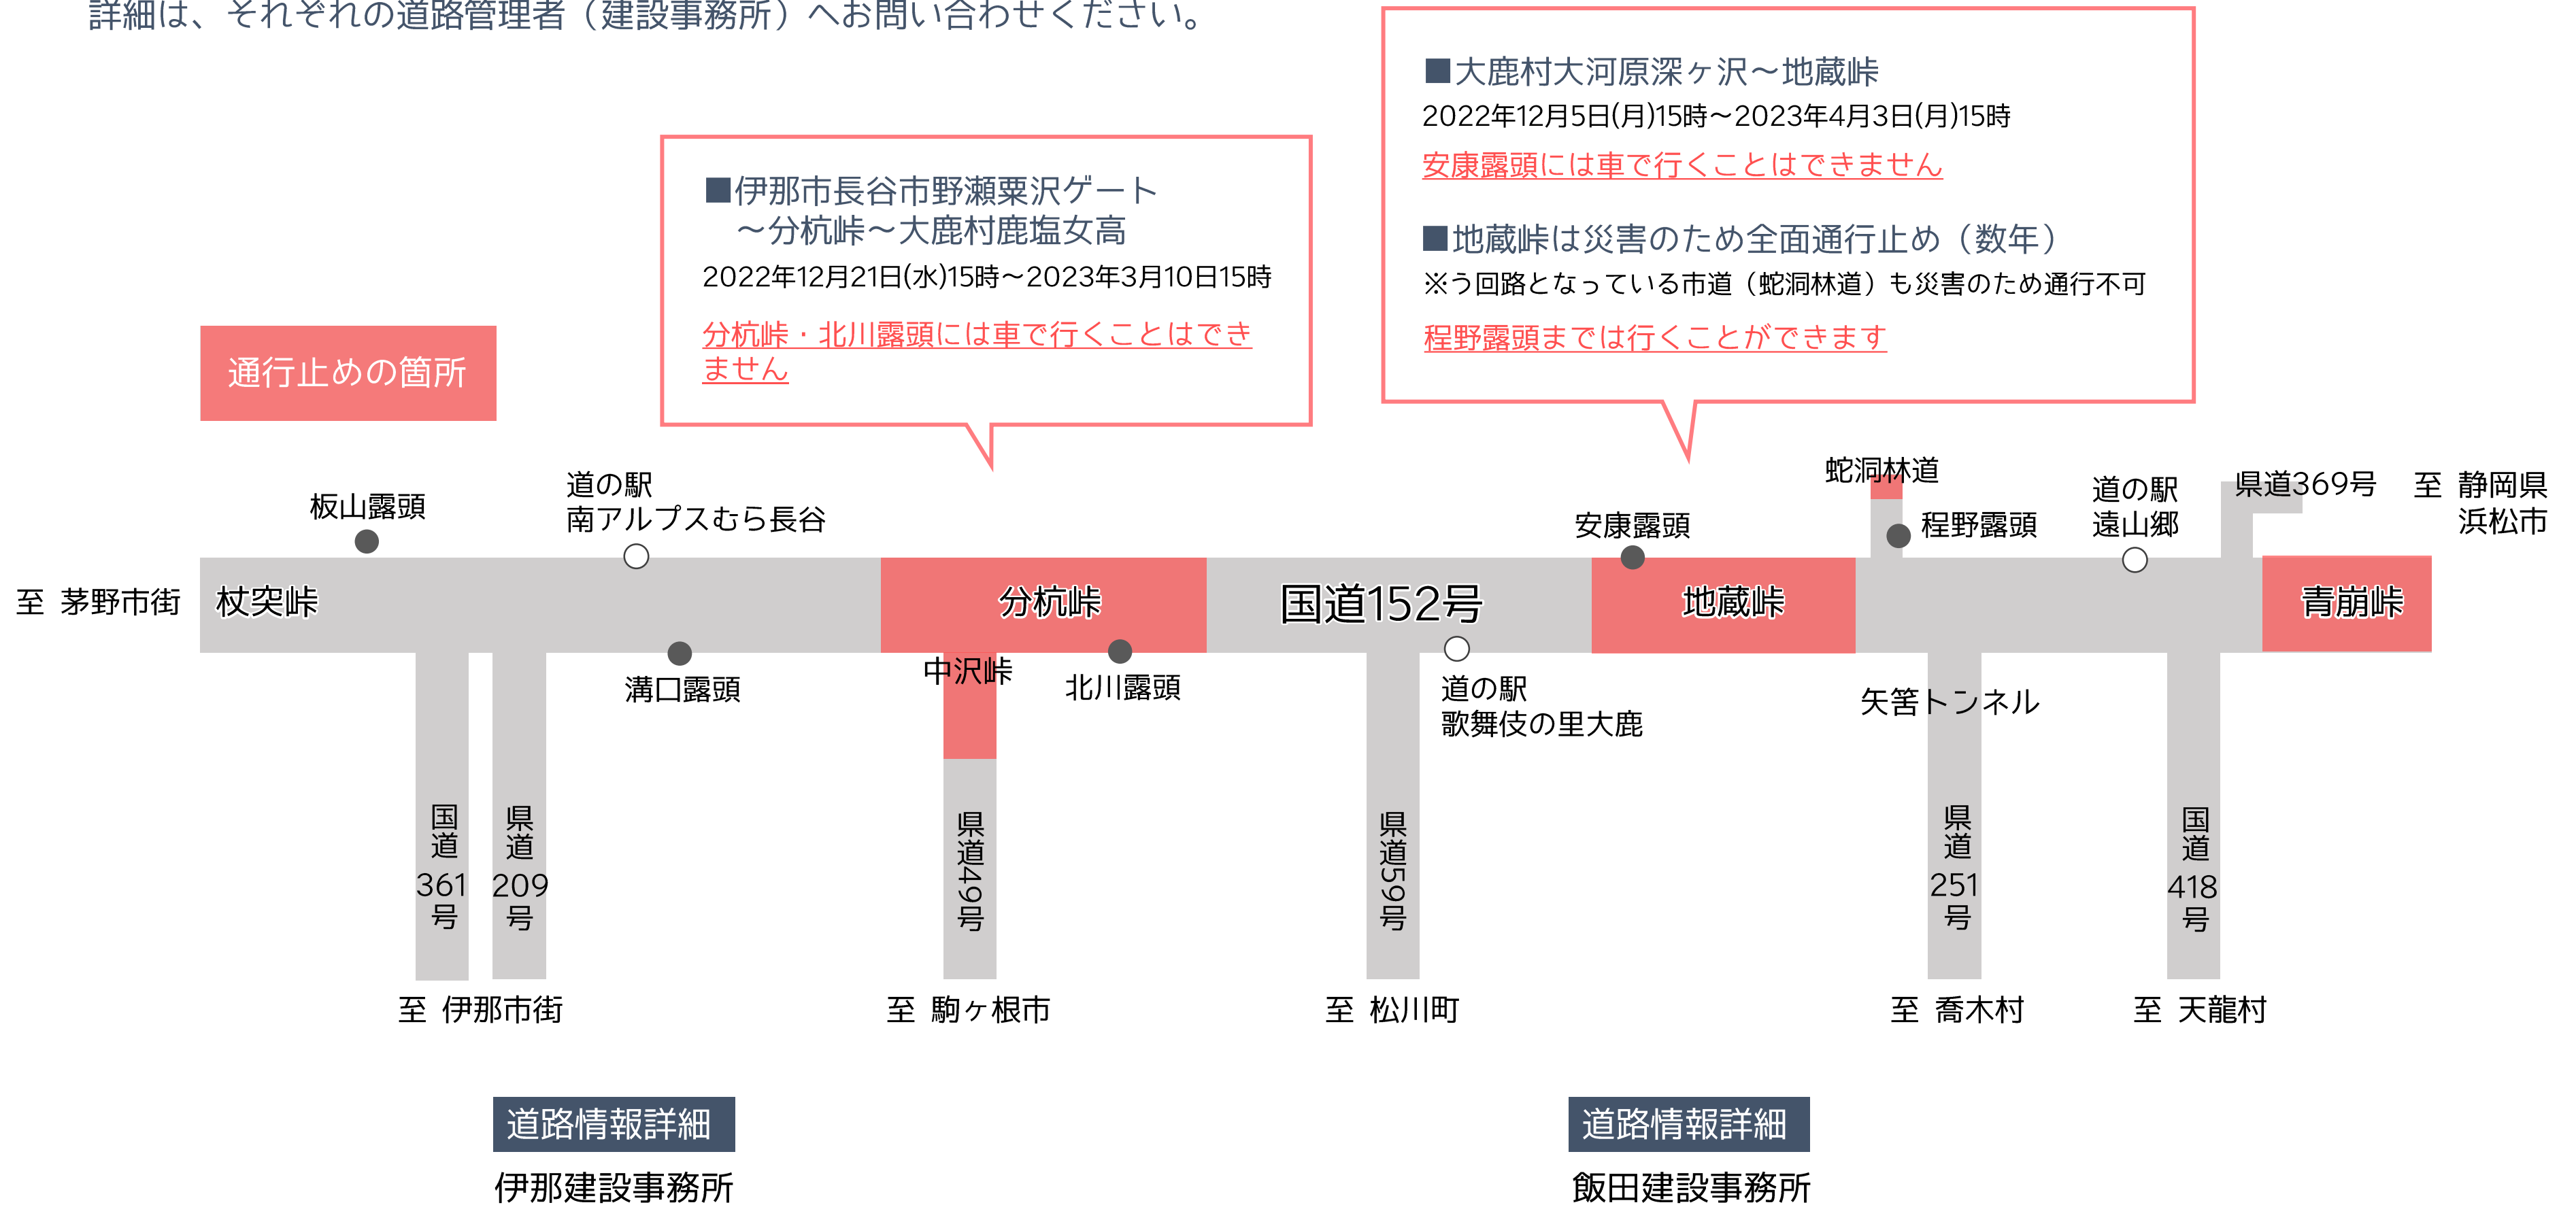 詳細は、それぞれの道路管理者（建設事務所）へお問い合わせください。
■大鹿村大河原深ヶ沢～地蔵峠
2022年12月5日(月)15時～2023年4月3日(月)15時
安康露頭には車で行くことはできません
■地蔵峠は災害のため全面通行止め（数年）
※う回路となっている市道（蛇洞林道）も災害のため通行不可
程野露頭までは行くことができます
■伊那市長谷市野瀬粟沢ゲート
～分杭峠～大鹿村鹿塩女高
2022年12月21日(水)15時～2023年3月10日15時
分杭峠・北川露頭には車で行くことはでき
ません
通行止めの箇所
板山露頭
道の駅
南アルプスむら長谷
安康露頭
蛇洞林道
程野露頭
道の駅
遠山郷
県道369号
至 静岡県
浜松市
至 茅野市街
杖突峠
分杭峠
国道152号
地蔵峠
青崩峠
溝口露頭
中沢峠
北川露頭
道の駅
歌舞伎の里大鹿
矢筈トンネル
国道361号
県道209号
県道49号
県道59号
県道251号
国道418号
至 伊那市街
至 駒ヶ根市
至 松川町
至 喬木村
至 天龍村
道路情報詳細
伊那建設事務所
道路情報詳細
飯田建設事務所